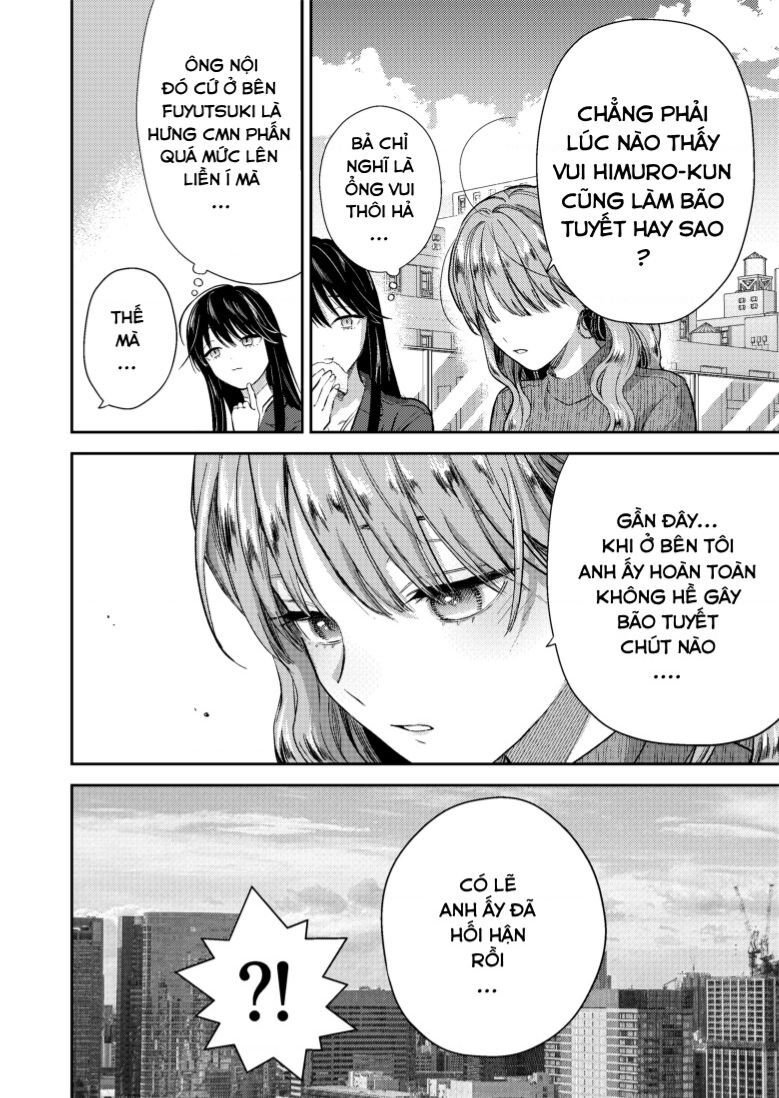 CHẲNG PHẢI
LÚC NÀO THẤY
VUI HIMURO-KUN
CŨNG LÀM BÃO
TUYẾT HAY SAO
?
BẢ CHỈ
NGHĨ LÀ
ỔNG VUI
THÔI HẢ
...
ÔNG NỘI
ĐÓ CỨ Ở BÊN
FUYUTSUKI LÀ
HƯNG CMN PHẤN
QUÁ MỨC LÊN
LIỀN Í MÀ
...
THẾ
MÀ
...
GẦN ĐÂY...
KHI Ở BÊN TÔI
ANH ẤY HOÀN TOÀN
KHÔNG HỀ GÂY
BÃO TUYẾT
CHÚT NÀO
....
CÓ LẼ
ANH ẤY ĐÃ
HỐI HẬN
RỒI
...
?!